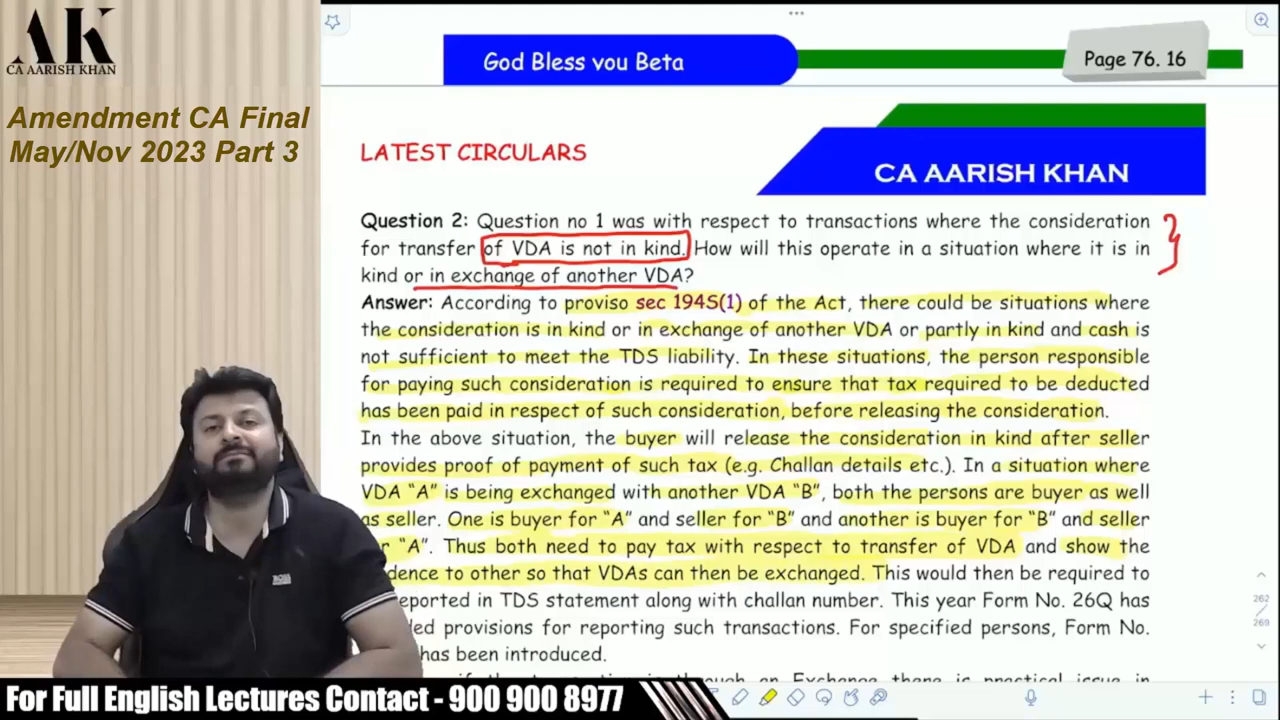 AK
CA AARISH KHAN
Amendment CA Final
May/Nov 2023 Part 3
God Bless vou Beta
Page 76. 16
LATEST CIRCULARS
CA AARISH KHAN
Question 2: Question no 1 was with respect to transactions where the consideration
for transfer of VDA is not in kind. How will this operate in a situation where it is in
kind or in exchange of another VDA?
Answer: According to proviso sec 194S(1) of the Act, there could be situations where
the consideration is in kind or in exchange of another VDA or partly in kind and cash is
not sufficient to meet the TDS liability. In these situations, the person responsible
for paying such consideration is required to ensure that tax required to be deducted
has been paid in respect of such consideration, before releasing the consideration.
In the above situation, the buyer will release the consideration in kind after seller
provides proof of payment of such tax (e.g. Challan details etc.). In a situation where
VDA “A” is being exchanged with another VDA “B”, both the persons are buyer as well
as seller. One is buyer for “A” and seller for “B” and another is buyer for “B” and seller
“A”. Thus both need to pay tax with respect to transfer of VDA and show the
to other so that VDAs can then be exchanged. This would then be required to
in TDS statement along with challan number. This year Form No. 26Q has
provisions for reporting such transactions. For specified persons, Form No.
has been introduced.
262
269
For Full English Lectures Contact - 900 900 8977